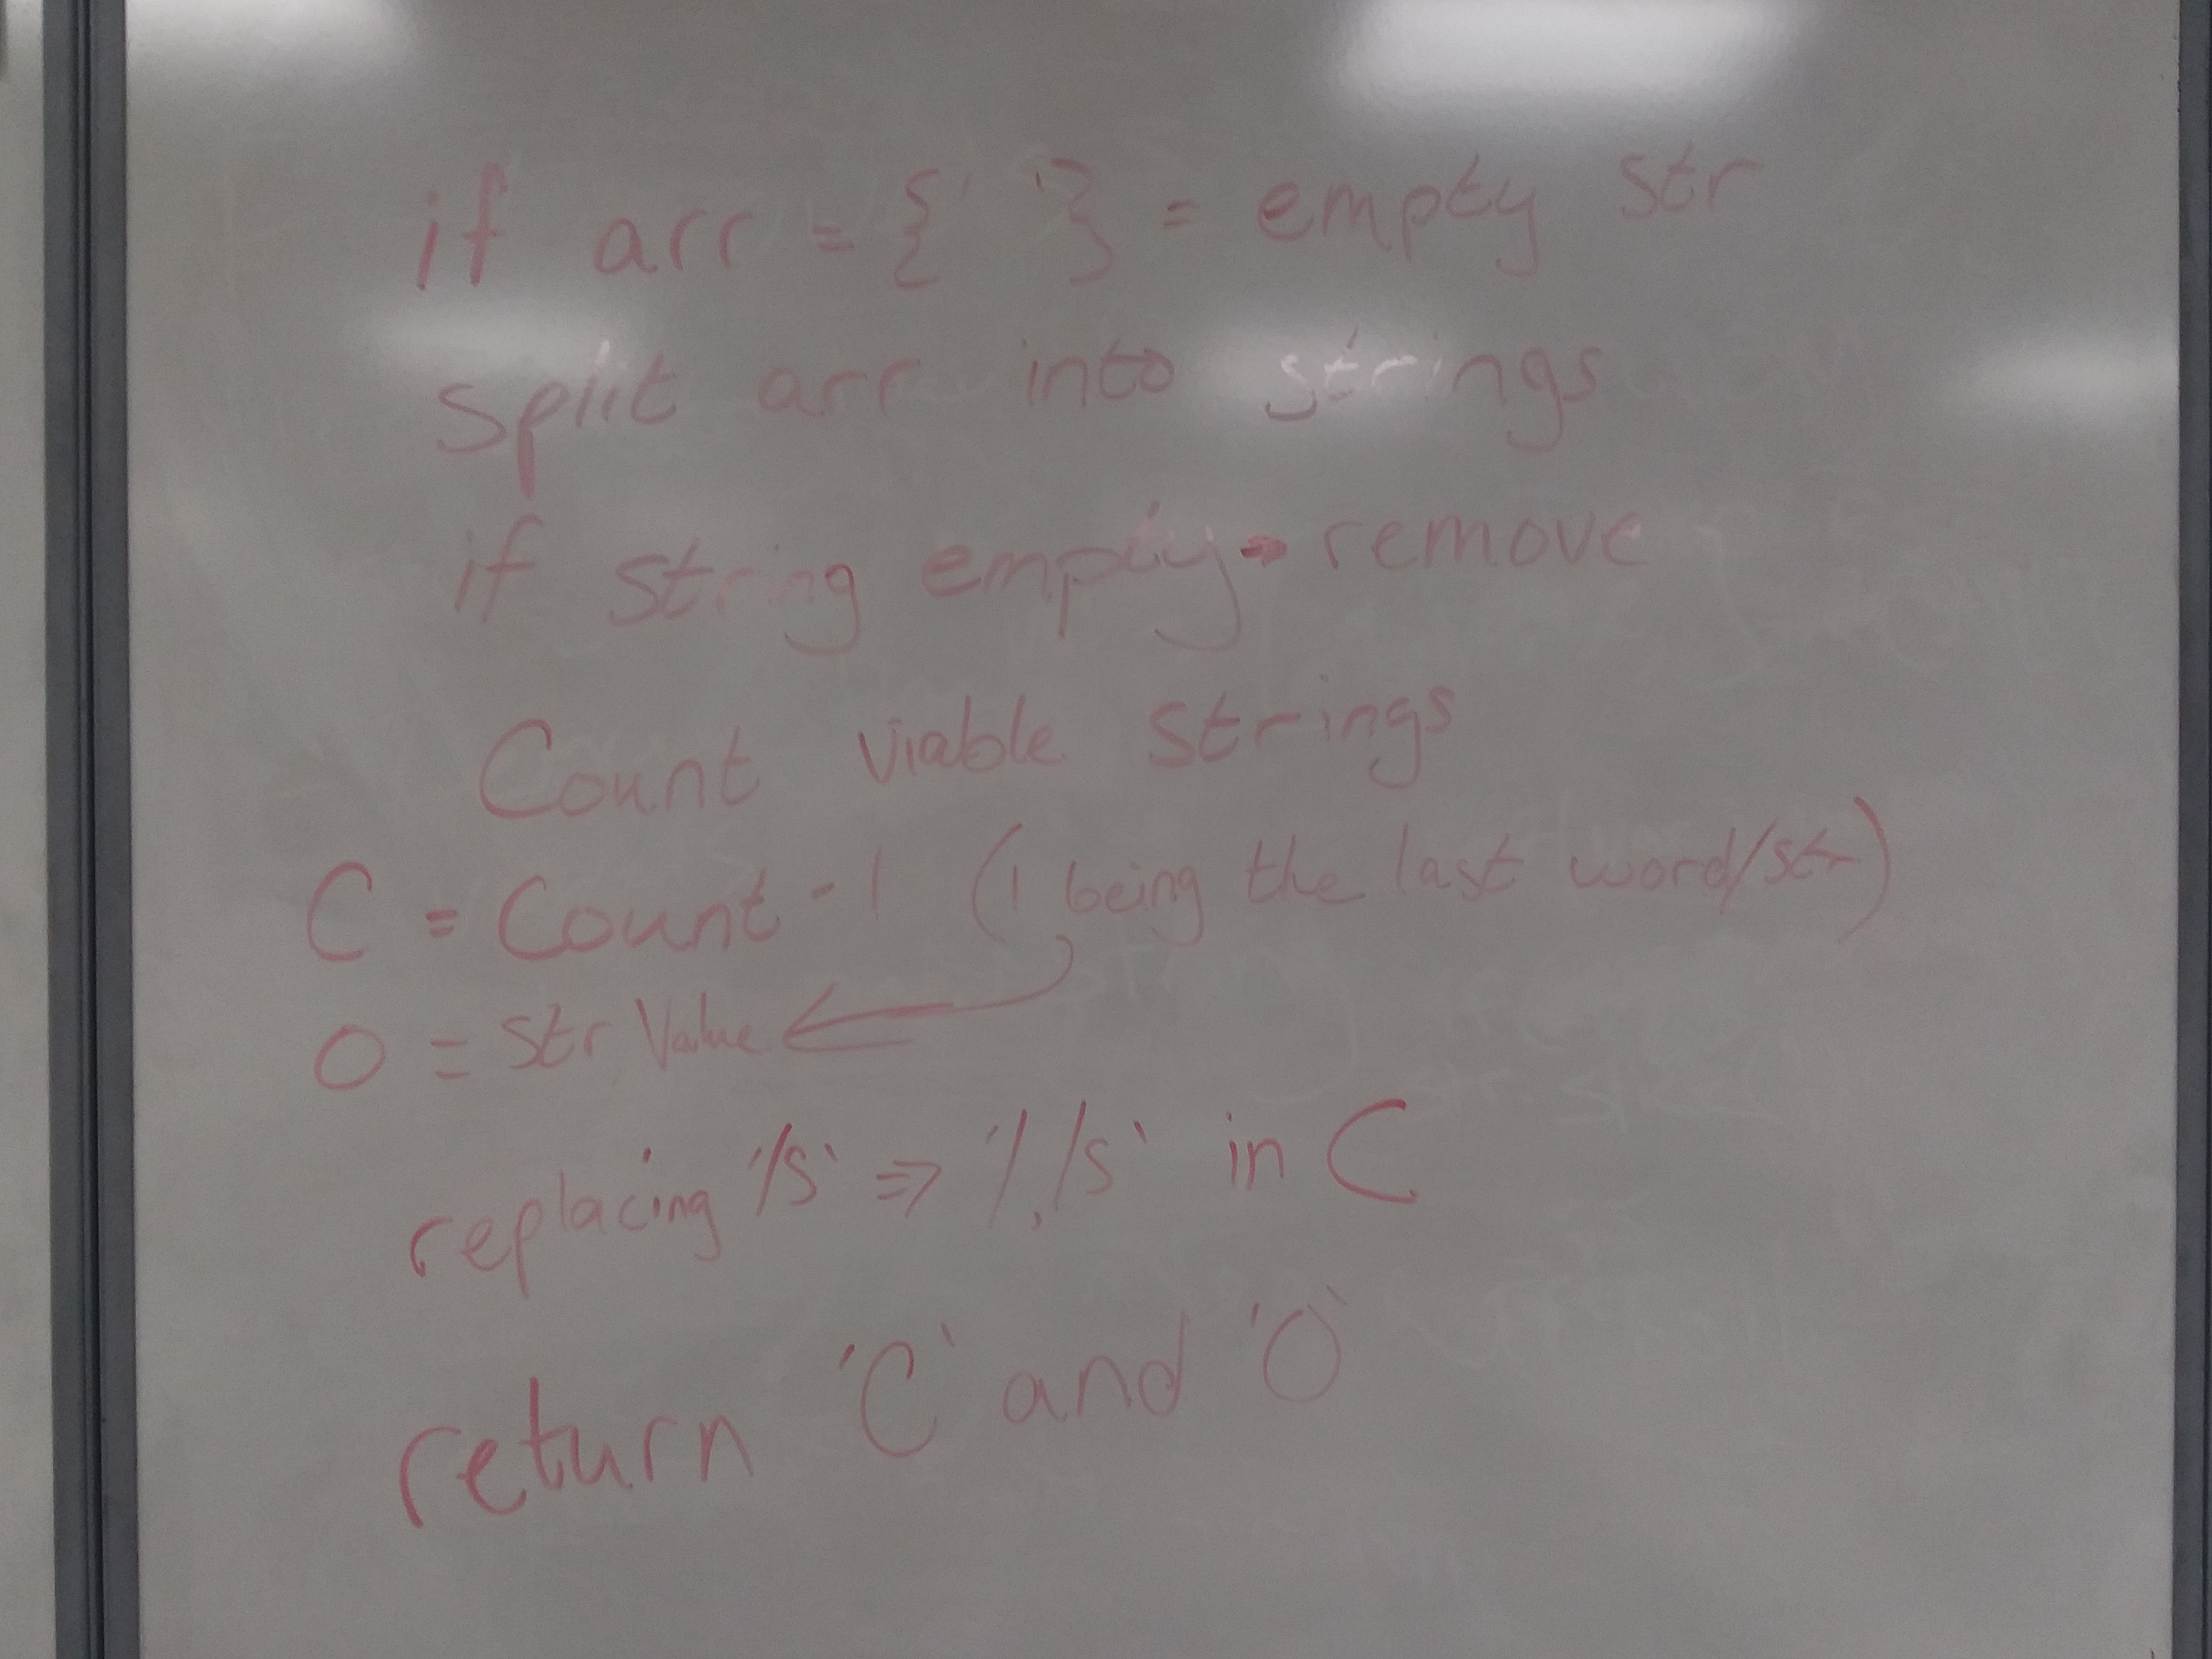 if arr = {' '} = empty str
Split arr into strings
if string empty → remove
Count viable strings
C = Count - 1 (1 being the last word/str)
O = Str Value
replacing '/s' ⇒ '/,/s' in C
return 'C' and 'O'